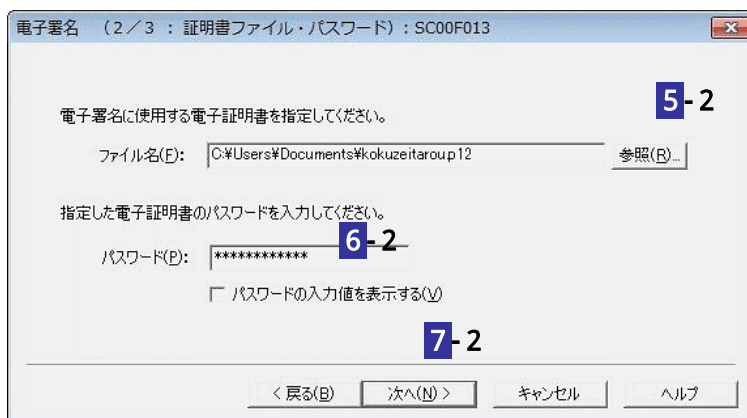 電子署名 (2/3 : 証明書ファイル・パスワード) : SC00F013
5-2
電子署名に使用する電子証明書を指定してください。
ファイル名(F): C:¥Users¥Documents¥kokuzeitarou.p12 参照(R)...
指定した電子証明書のパスワードを入力してください。
6-2
パスワード(P): ************
パスワードの入力値を表示する(V)
7-2
< 戻る(B) 次へ(N) > キャンセル ヘルプ